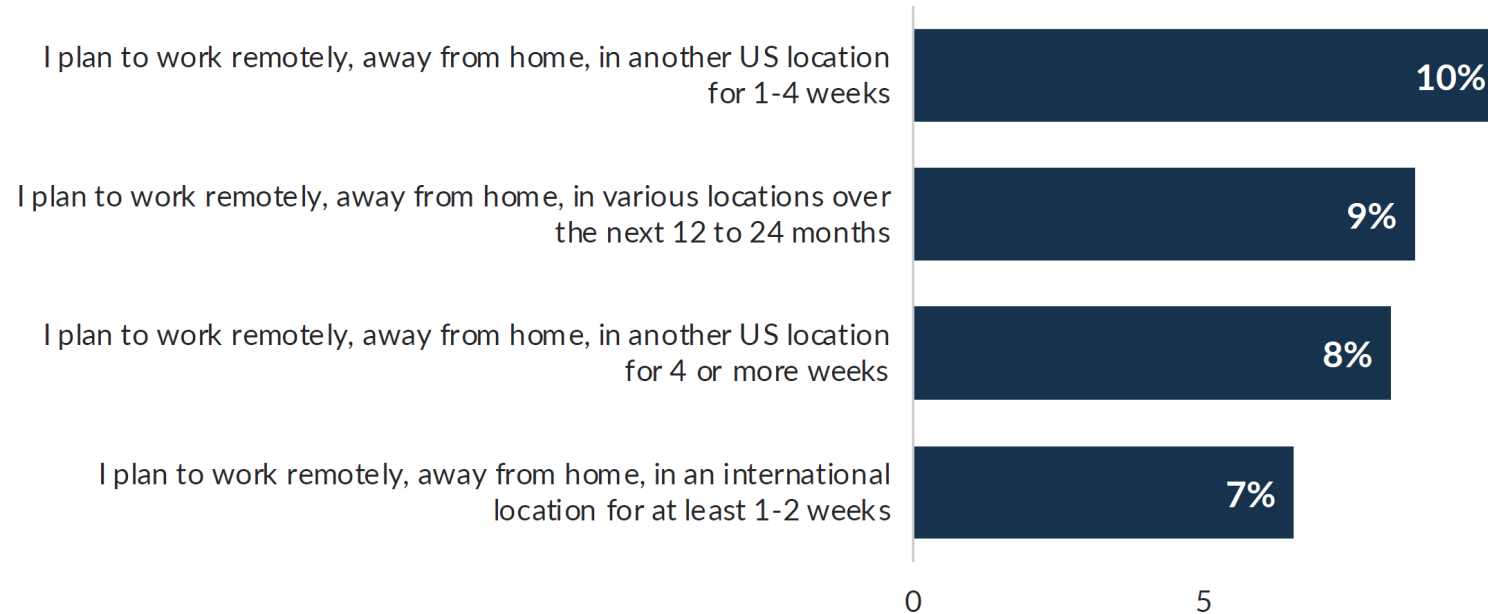 I plan to work remotely, away from home, in another US location
for 1-4 weeks
10%
I plan to work remotely, away from home, in various locations over
the next 12 to 24 months
9%
I plan to work remotely, away from home, in another US location
for 4 or more weeks
8%
I plan to work remotely, away from home, in an international
location for at least 1-2 weeks
7%
0 5